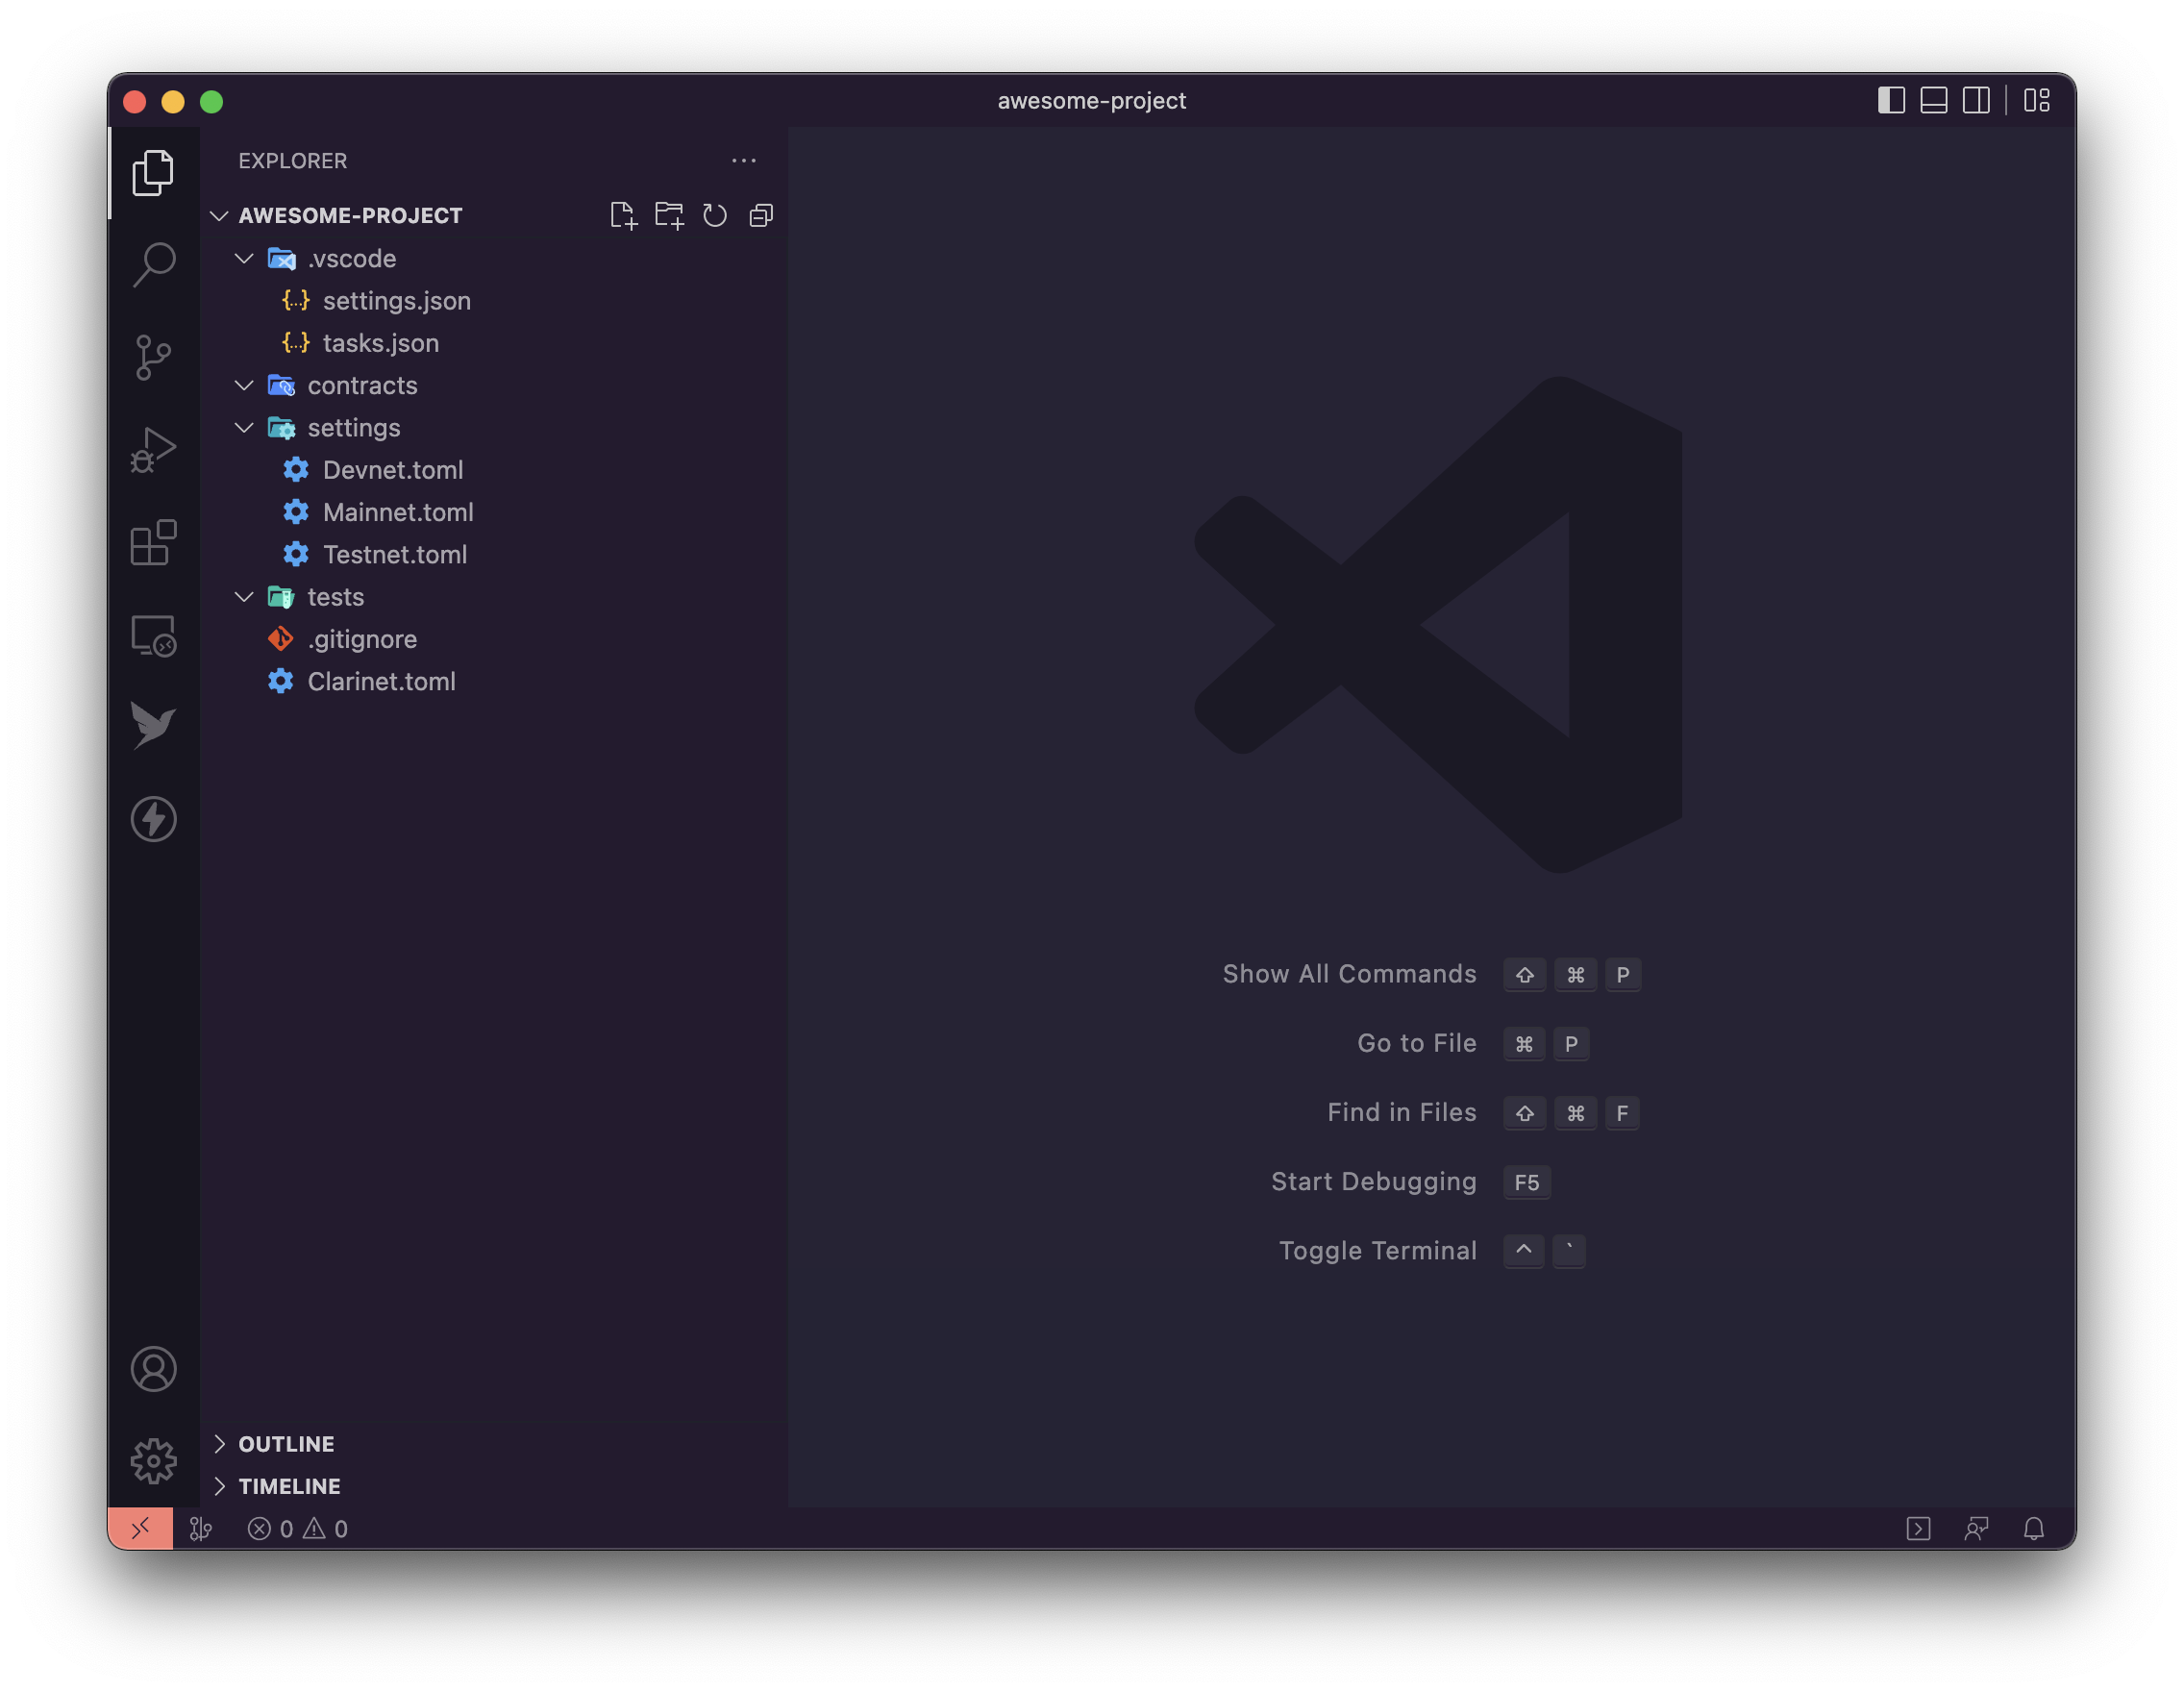 awesome-project
EXPLORER
AWESOME-PROJECT
.vscode
settings.json
tasks.json
contracts
settings
Devnet.toml
Mainnet.toml
Testnet.toml
tests
.gitignore
Clarinet.toml
OUTLINE
TIMELINE
Show All Commands ⇧ ⌘ P
Go to File ⌘ P
Find in Files ⇧ ⌘ F
Start Debugging F5
Toggle Terminal ^ `
0 0